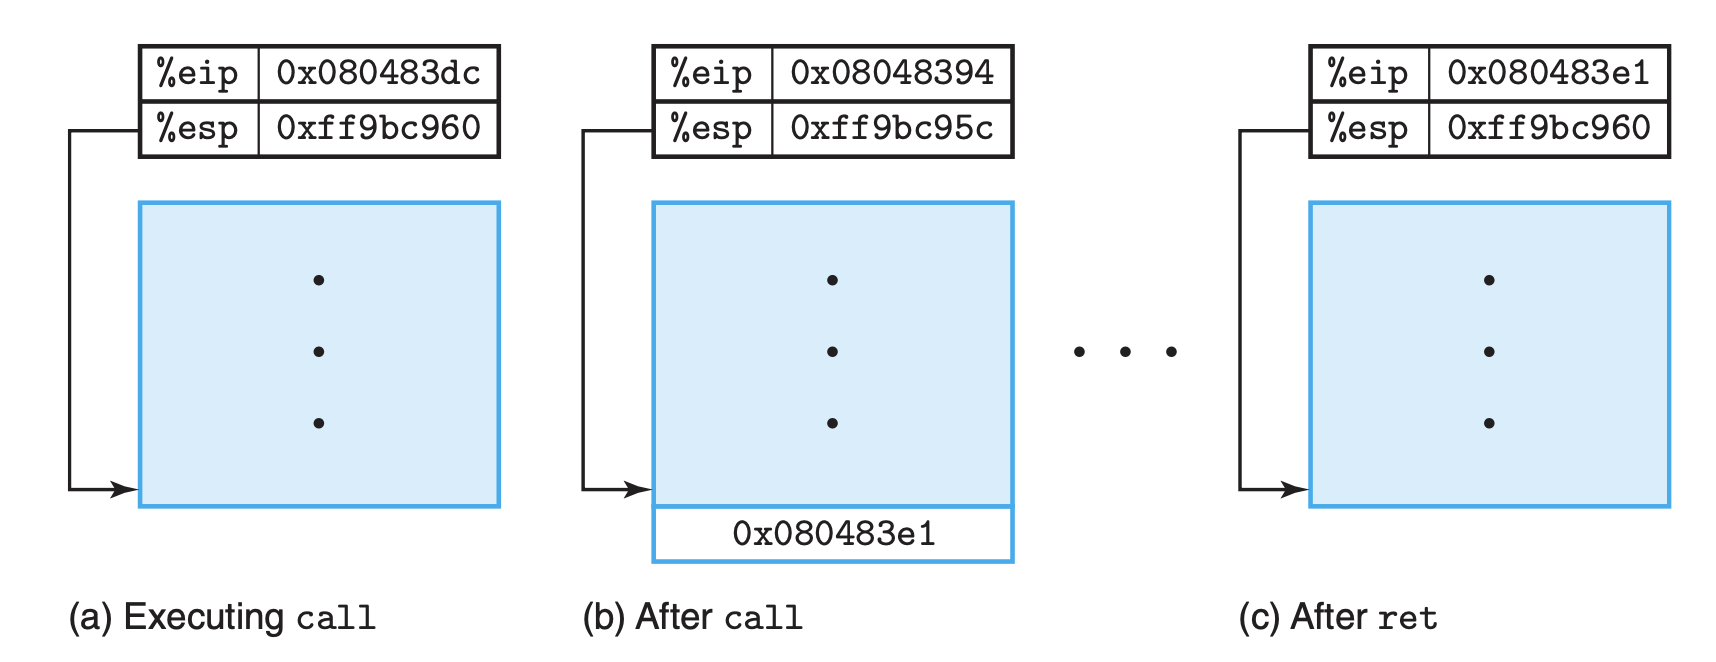 %eip 0x080483dc
%esp 0xff9bc960
(a) Executing call
%eip 0x08048394
%esp 0xff9bc95c
0x080483e1
(b) After call
%eip 0x080483e1
%esp 0xff9bc960
(c) After ret